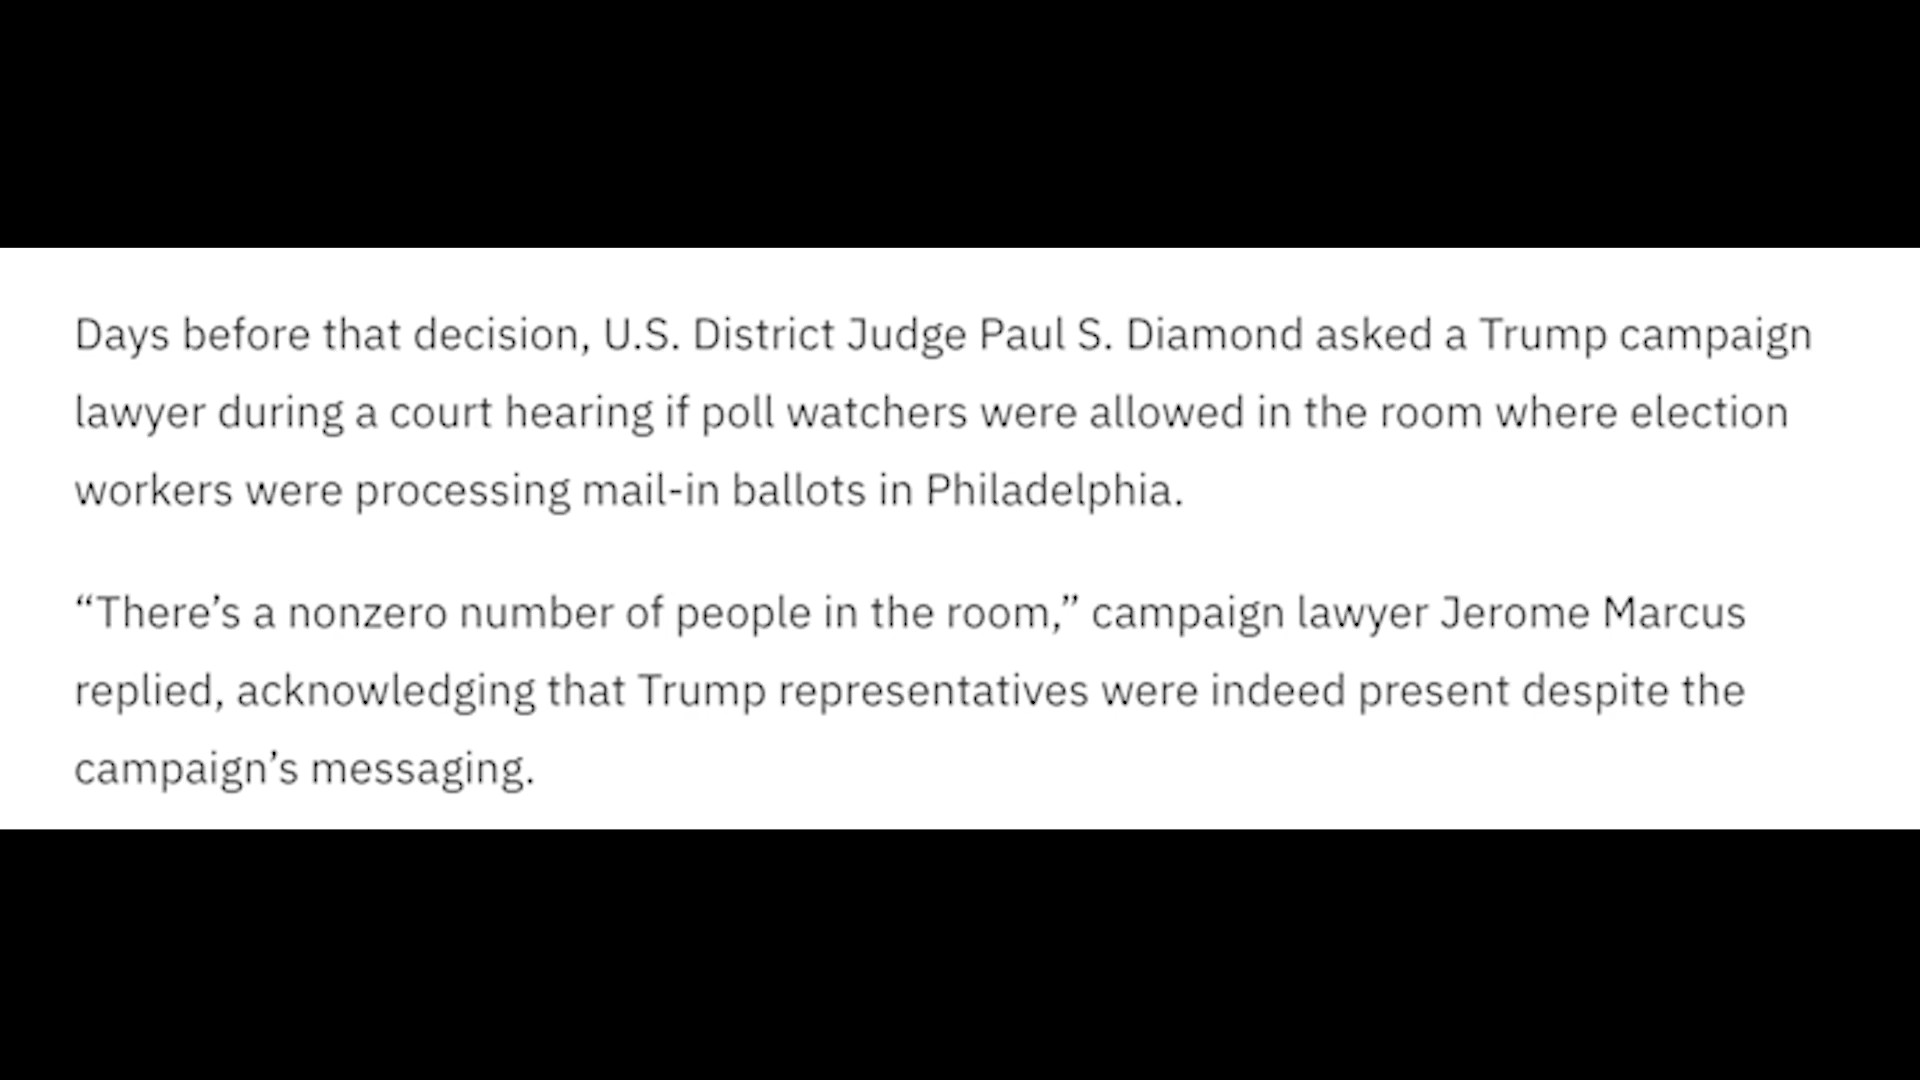 Days before that decision, U.S. District Judge Paul S. Diamond asked a Trump campaign
lawyer during a court hearing if poll watchers were allowed in the room where election
workers were processing mail-in ballots in Philadelphia.
“There’s a nonzero number of people in the room,” campaign lawyer Jerome Marcus
replied, acknowledging that Trump representatives were indeed present despite the
campaign’s messaging.